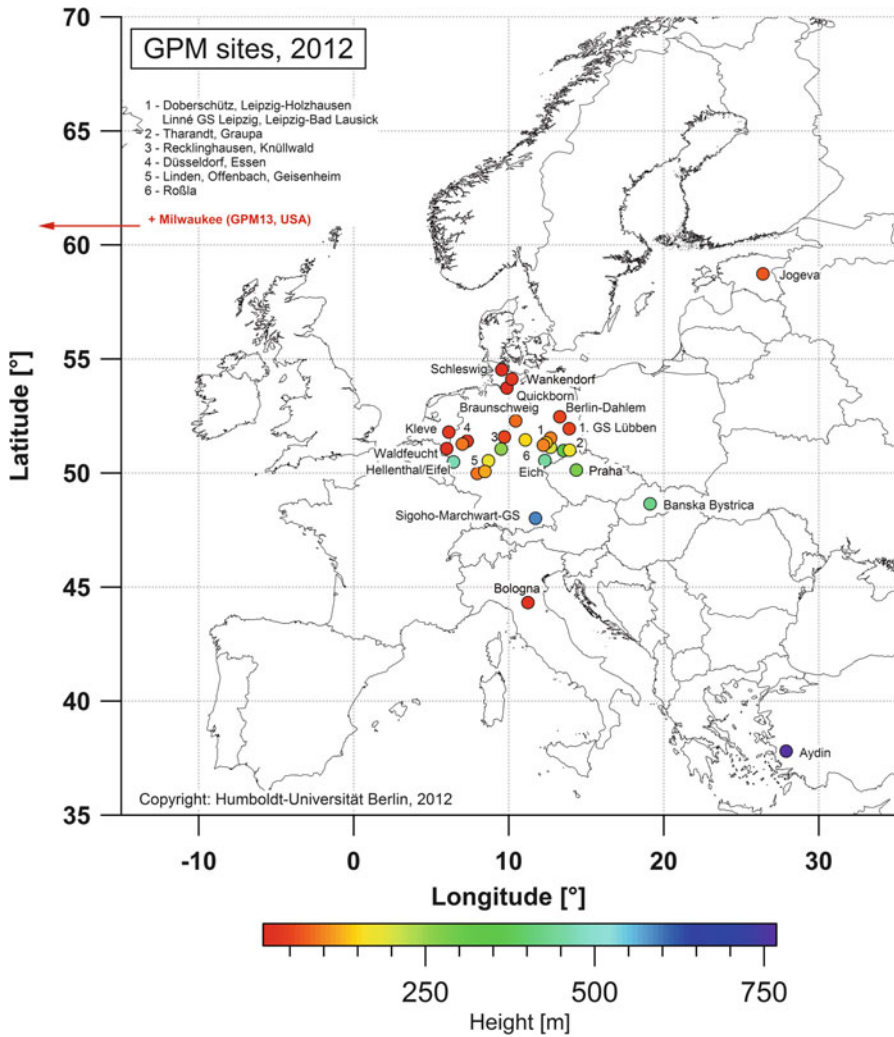 GPM sites, 2012
1 - Doberschütz, Leipzig-Holzhausen
Linné GS Leipzig, Leipzig-Bad Lausick
2 - Tharandt, Graupa
3 - Recklinghausen, Knüllwald
4 - Düsseldorf, Essen
5 - Linden, Offenbach, Geisenheim
6 - Roßla
+ Milwaukee (GPM13, USA)
70
65
60
55
50
45
40
35
Latitude [°]
Jogeva
Schleswig
Wankendorf
Quickborn
Braunschweig
Berlin-Dahlem
Kleve
4
3
1
1. GS Lübben
2
Waldfeucht
5
6
Hellenthal/Eifel
Eich
Praha
Banska Bystrica
Sigoho-Marchwart-GS
Bologna
Aydin
Copyright: Humboldt-Universität Berlin, 2012
-10
0
10
20
30
Longitude [°]
250
500
750
Height [m]